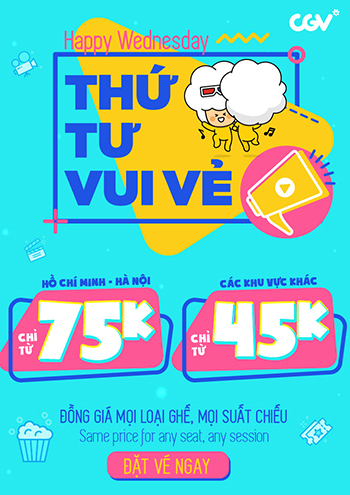 CGV
Happy Wednesday
THỨ
TƯ
VUI VẺ
HỒ CHÍ MINH - HÀ NỘI
CHỈ TỪ 75K
CÁC KHU VỰC KHÁC
CHỈ TỪ 45K
ĐỒNG GIÁ MỌI LOẠI GHẾ, MỌI SUẤT CHIẾU
Same price for any seat, any session
ĐẶT VÉ NGAY